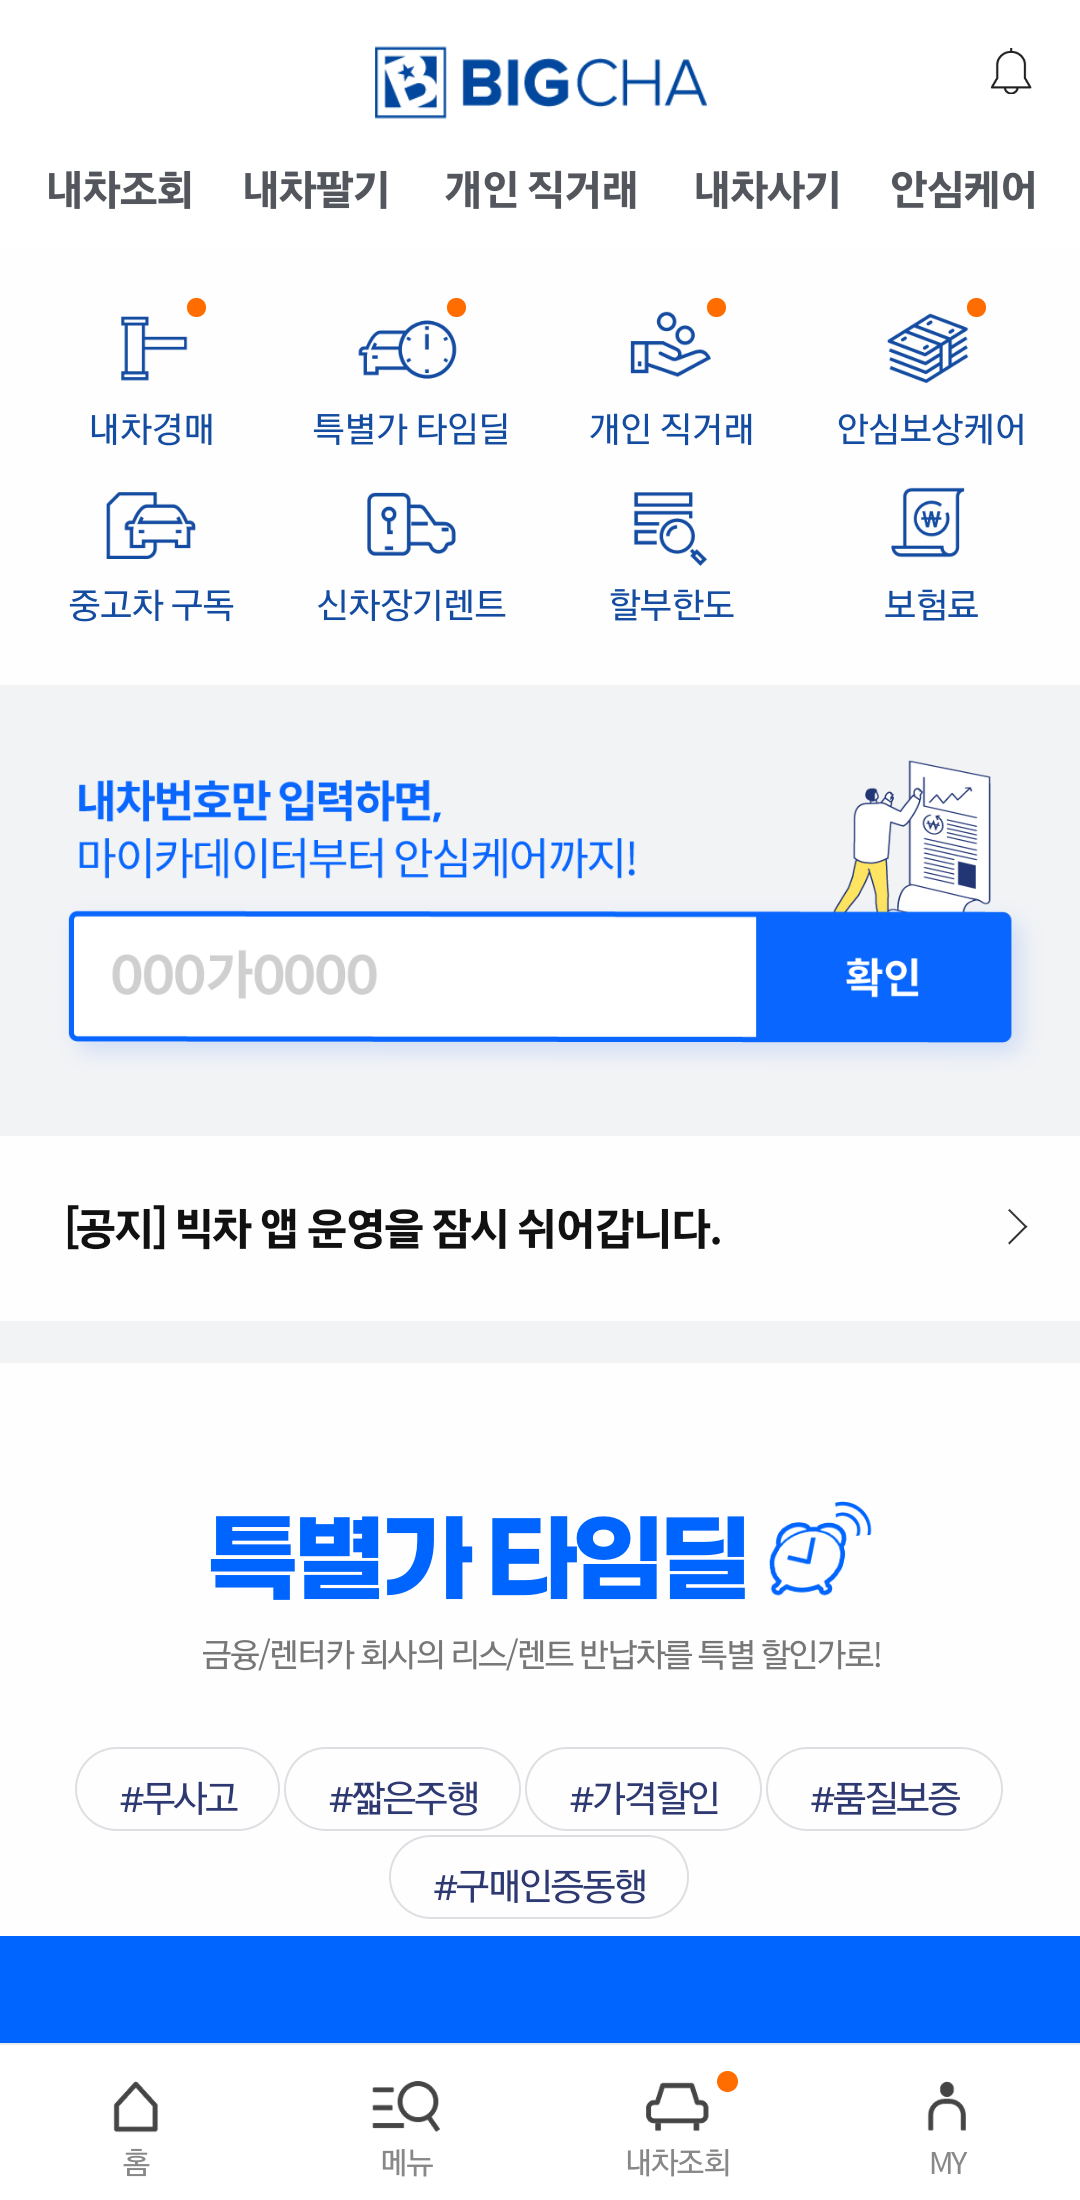 BIGCHA
내차조회 내차팔기 개인 직거래 내차사기 안심케어
내차경매 특별가 타임딜 개인 직거래 안심보상케어
중고차 구독 신차장기렌트 할부한도 보험료
내차번호만 입력하면,
마이카데이터부터 안심케어까지!
000가0000 확인
[공지] 빅차 앱 운영을 잠시 쉬어갑니다.
특별가 타임딜
금융/렌터카 회사의 리스/렌트 반납차를 특별 할인가로!
#무사고 #짧은주행 #가격할인 #품질보증
#구매인증동행
홈 메뉴 내차조회 MY